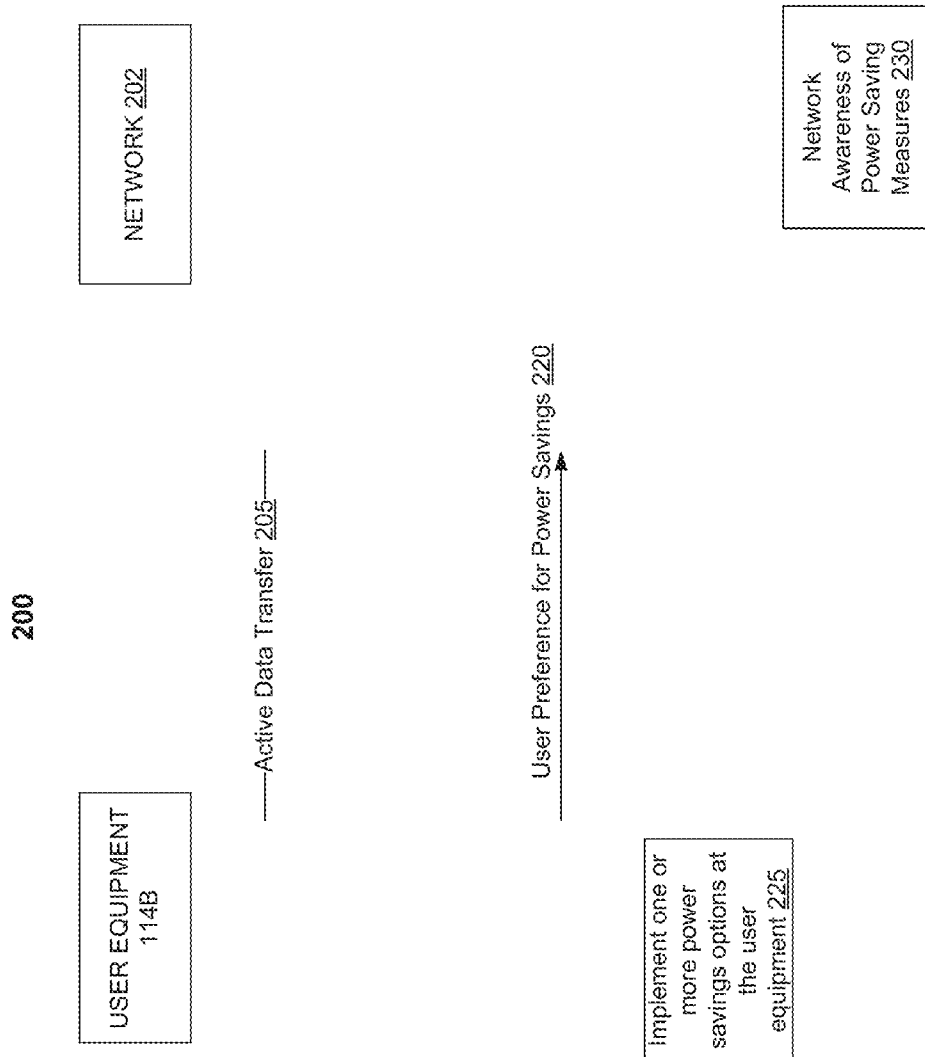 200
USER EQUIPMENT
114B
NETWORK 202
Active Data Transfer 205
User Preference for Power Savings 220
Implement one or
more power
savings options at
the user
equipment 225
Network
Awareness of
Power Saving
Measures 230